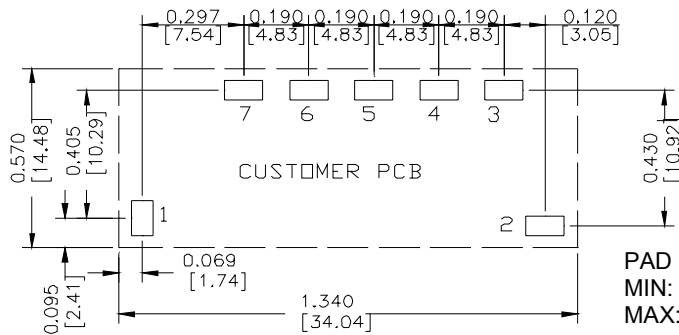 0.297 0.190 0.190 0.190 0.190 0.120
[7.54] [4.83] [4.83] [4.83] [4.83] [3.05]
7 6 5 4 3
0.570
[14.48]
0.405
[10.29]
CUSTOMER PCB
0.430
[10.92]
1
2
0.069
[1.74]
0.095
[2.41]
1.340
[34.04]
PAD
MIN:
MAX: